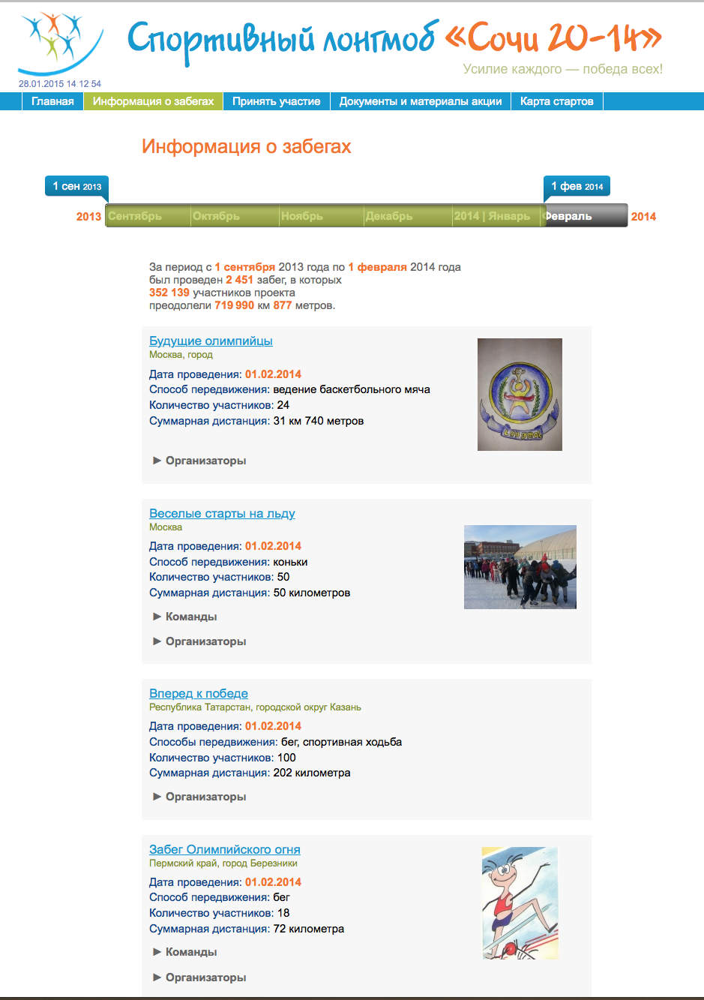 Спортивный лонгмоб «Сочи 20-14»
Усилие каждого — победа всех!
28.01.2015 14:12:54
Главная Информация о забегах Принять участие Документы и материалы акции Карта стартов
Информация о забегах
1 сен 2013 1 фев 2014
2013 Сентябрь Октябрь Ноябрь Декабрь 2014 | Январь Февраль 2014
За период с 1 сентября 2013 года по 1 февраля 2014 года
был проведен 2 451 забег, в которых
352 139 участников проекта
преодолели 719 990 км 877 метров.
Будущие олимпийцы
Москва, город
Дата проведения: 01.02.2014
Способ передвижения: ведение баскетбольного мяча
Количество участников: 24
Суммарная дистанция: 31 км 740 метров
► Организаторы
Веселые старты на льду
Москва
Дата проведения: 01.02.2014
Способ передвижения: коньки
Количество участников: 50
Суммарная дистанция: 50 километров
► Команды
► Организаторы
Вперед к победе
Республика Татарстан, городской округ Казань
Дата проведения: 01.02.2014
Способы передвижения: бег, спортивная ходьба
Количество участников: 100
Суммарная дистанция: 202 километра
► Организаторы
Забег Олимпийского огня
Пермский край, город Березники
Дата проведения: 01.02.2014
Способ передвижения: бег
Количество участников: 18
Суммарная дистанция: 72 километра
► Команды
► Организаторы